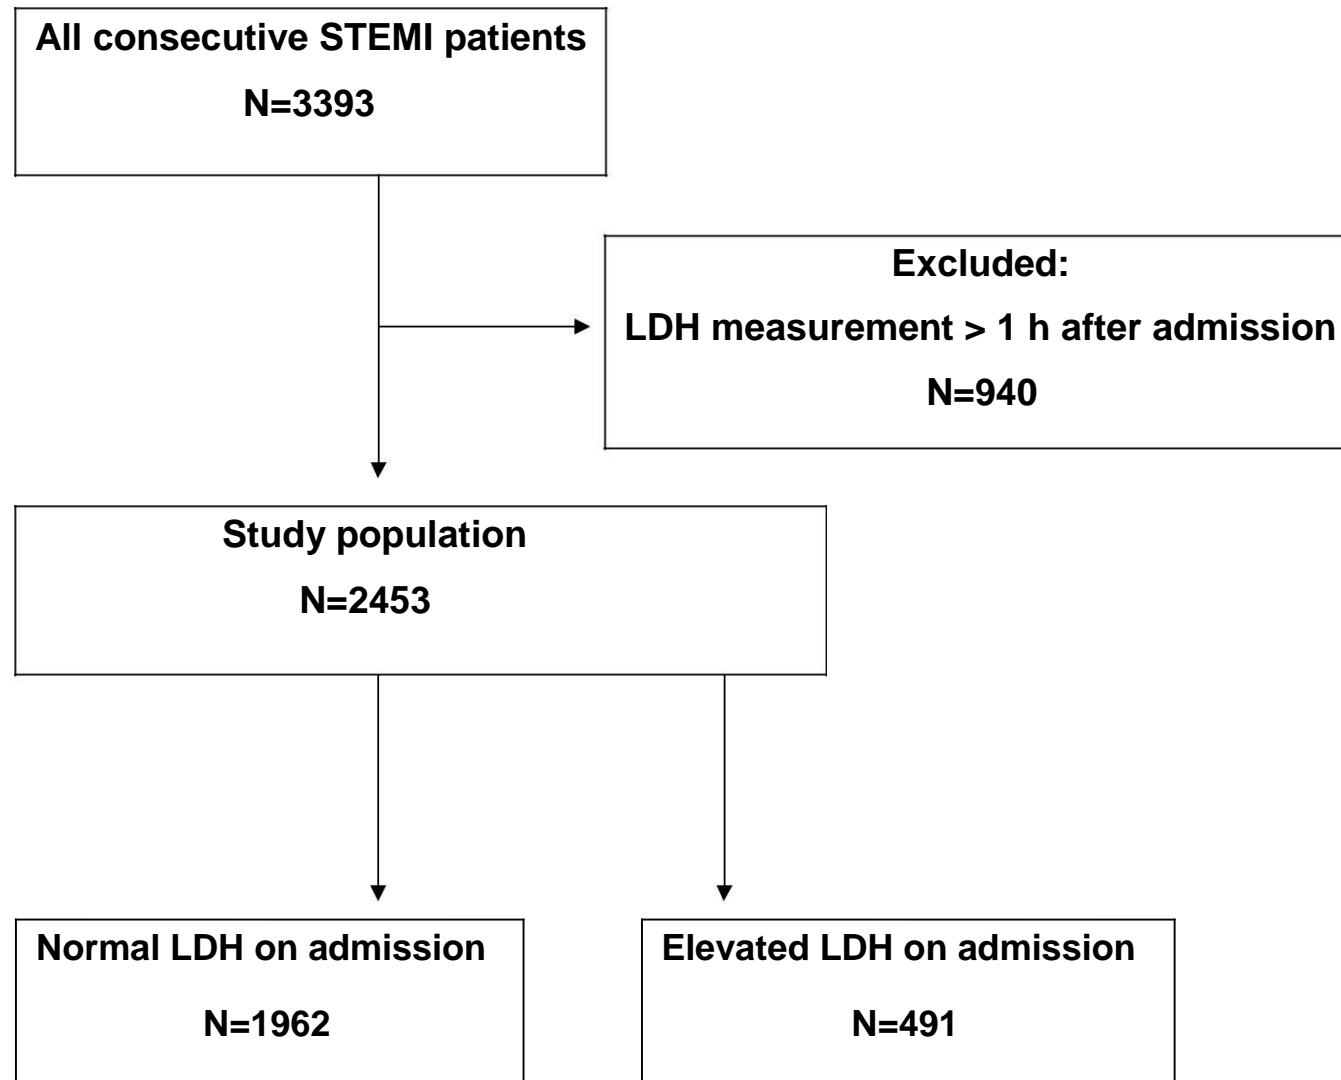 All consecutive STEMI patients
N=3393
Excluded:
LDH measurement > 1 h after admission
N=940
Study population
N=2453
Normal LDH on admission
N=1962
Elevated LDH on admission
N=491